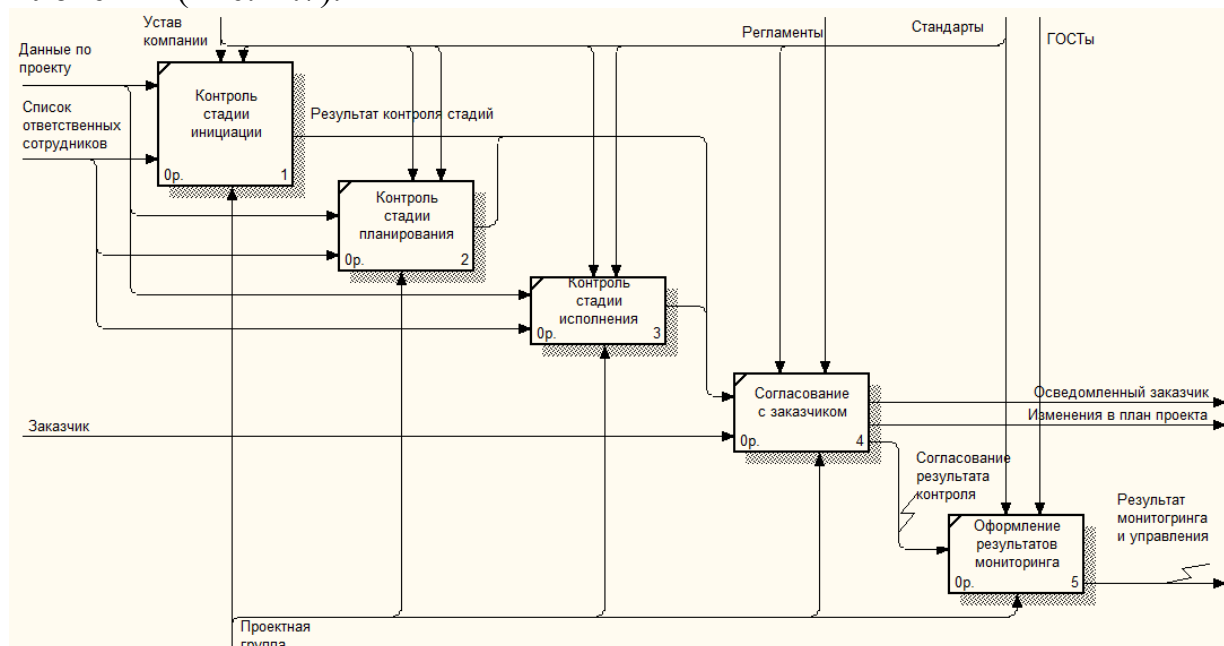 Устав
компании
Регламенты
Стандарты
ГОСТы
Данные по
проекту
Список
ответственных
сотрудников
Контроль
стадии
инициации
0р. 1
Результат контроля стадий
Контроль
стадии
планирования
0р. 2
Контроль
стадии
исполнения
0р. 3
Согласование
с заказчиком
0р. 4
Заказчик
Осведомленный заказчик
Изменения в план проекта
Согласование
результата
контроля
Результат
монитогринга
и управления
Оформление
результатов
мониторинга
0р. 5
Проектная
группа